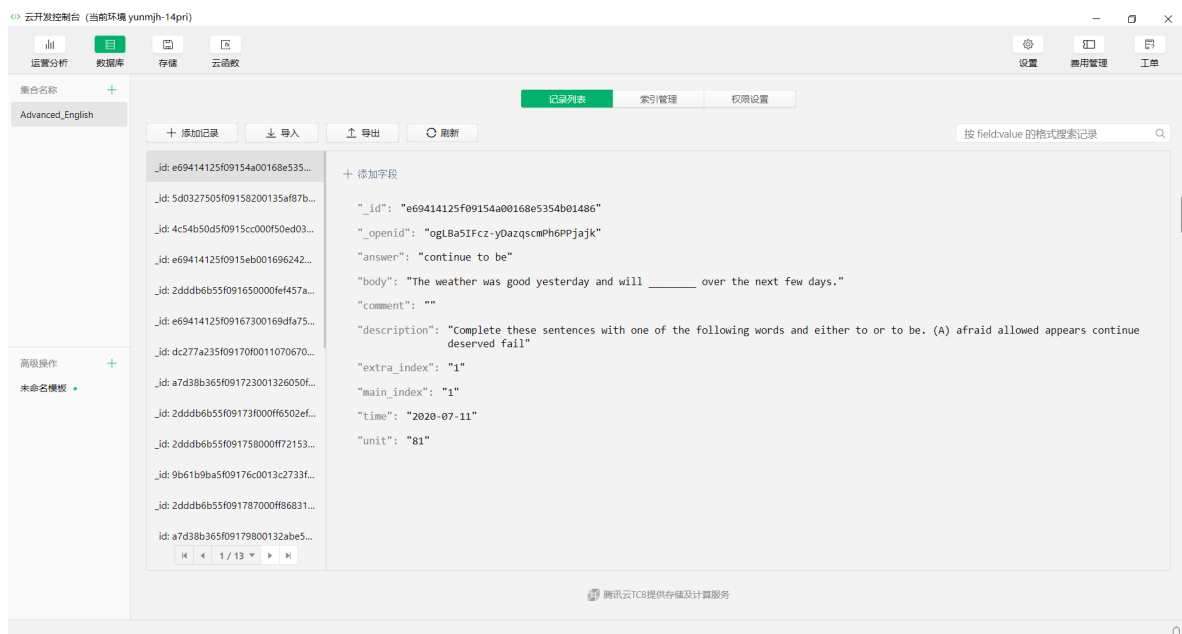 云开发控制台 (当前环境 yunmjh-14pri)
运营分析
数据库
存储
云函数
设置
费用管理
工单
集合名称
Advanced_English
高级操作
未命名模板
记录列表
索引管理
权限设置
添加记录
导入
导出
刷新
按 field:value 的格式搜索记录
_id: e69414125f09154a00168e535...
_id: 5d0327505f09158200135af87b...
_id: 4c54b50d5f0915cc000f50ed03...
_id: e69414125f0915eb001696242...
_id: 2dddb6b55f091650000fef457a...
_id: e69414125f09167300169dfa75...
_id: dc277a235f09170f0011070670...
_id: a7d38b365f091723001326050f...
_id: 2dddb6b55f09173f000ff6502ef...
_id: 2dddb6b55f091758000ff72153...
_id: 9b61b9ba5f09176c0013c2733f...
_id: 2dddb6b55f091787000ff86831...
id: a7d38b365f09179800132abe5...
1 / 13
添加字段
"_id": "e69414125f09154a00168e5354b01486"
"_openid": "ogLBa5IFcz-yDazqscmPh6PPjajk"
"answer": "continue to be"
"body": "The weather was good yesterday and will ________ over the next few days."
"comment": ""
"description": "Complete these sentences with one of the following words and either to or to be. (A) afraid allowed appears continue
deserved fail"
"extra_index": "1"
"main_index": "1"
"time": "2020-07-11"
"unit": "81"
腾讯云TCB提供存储及计算服务